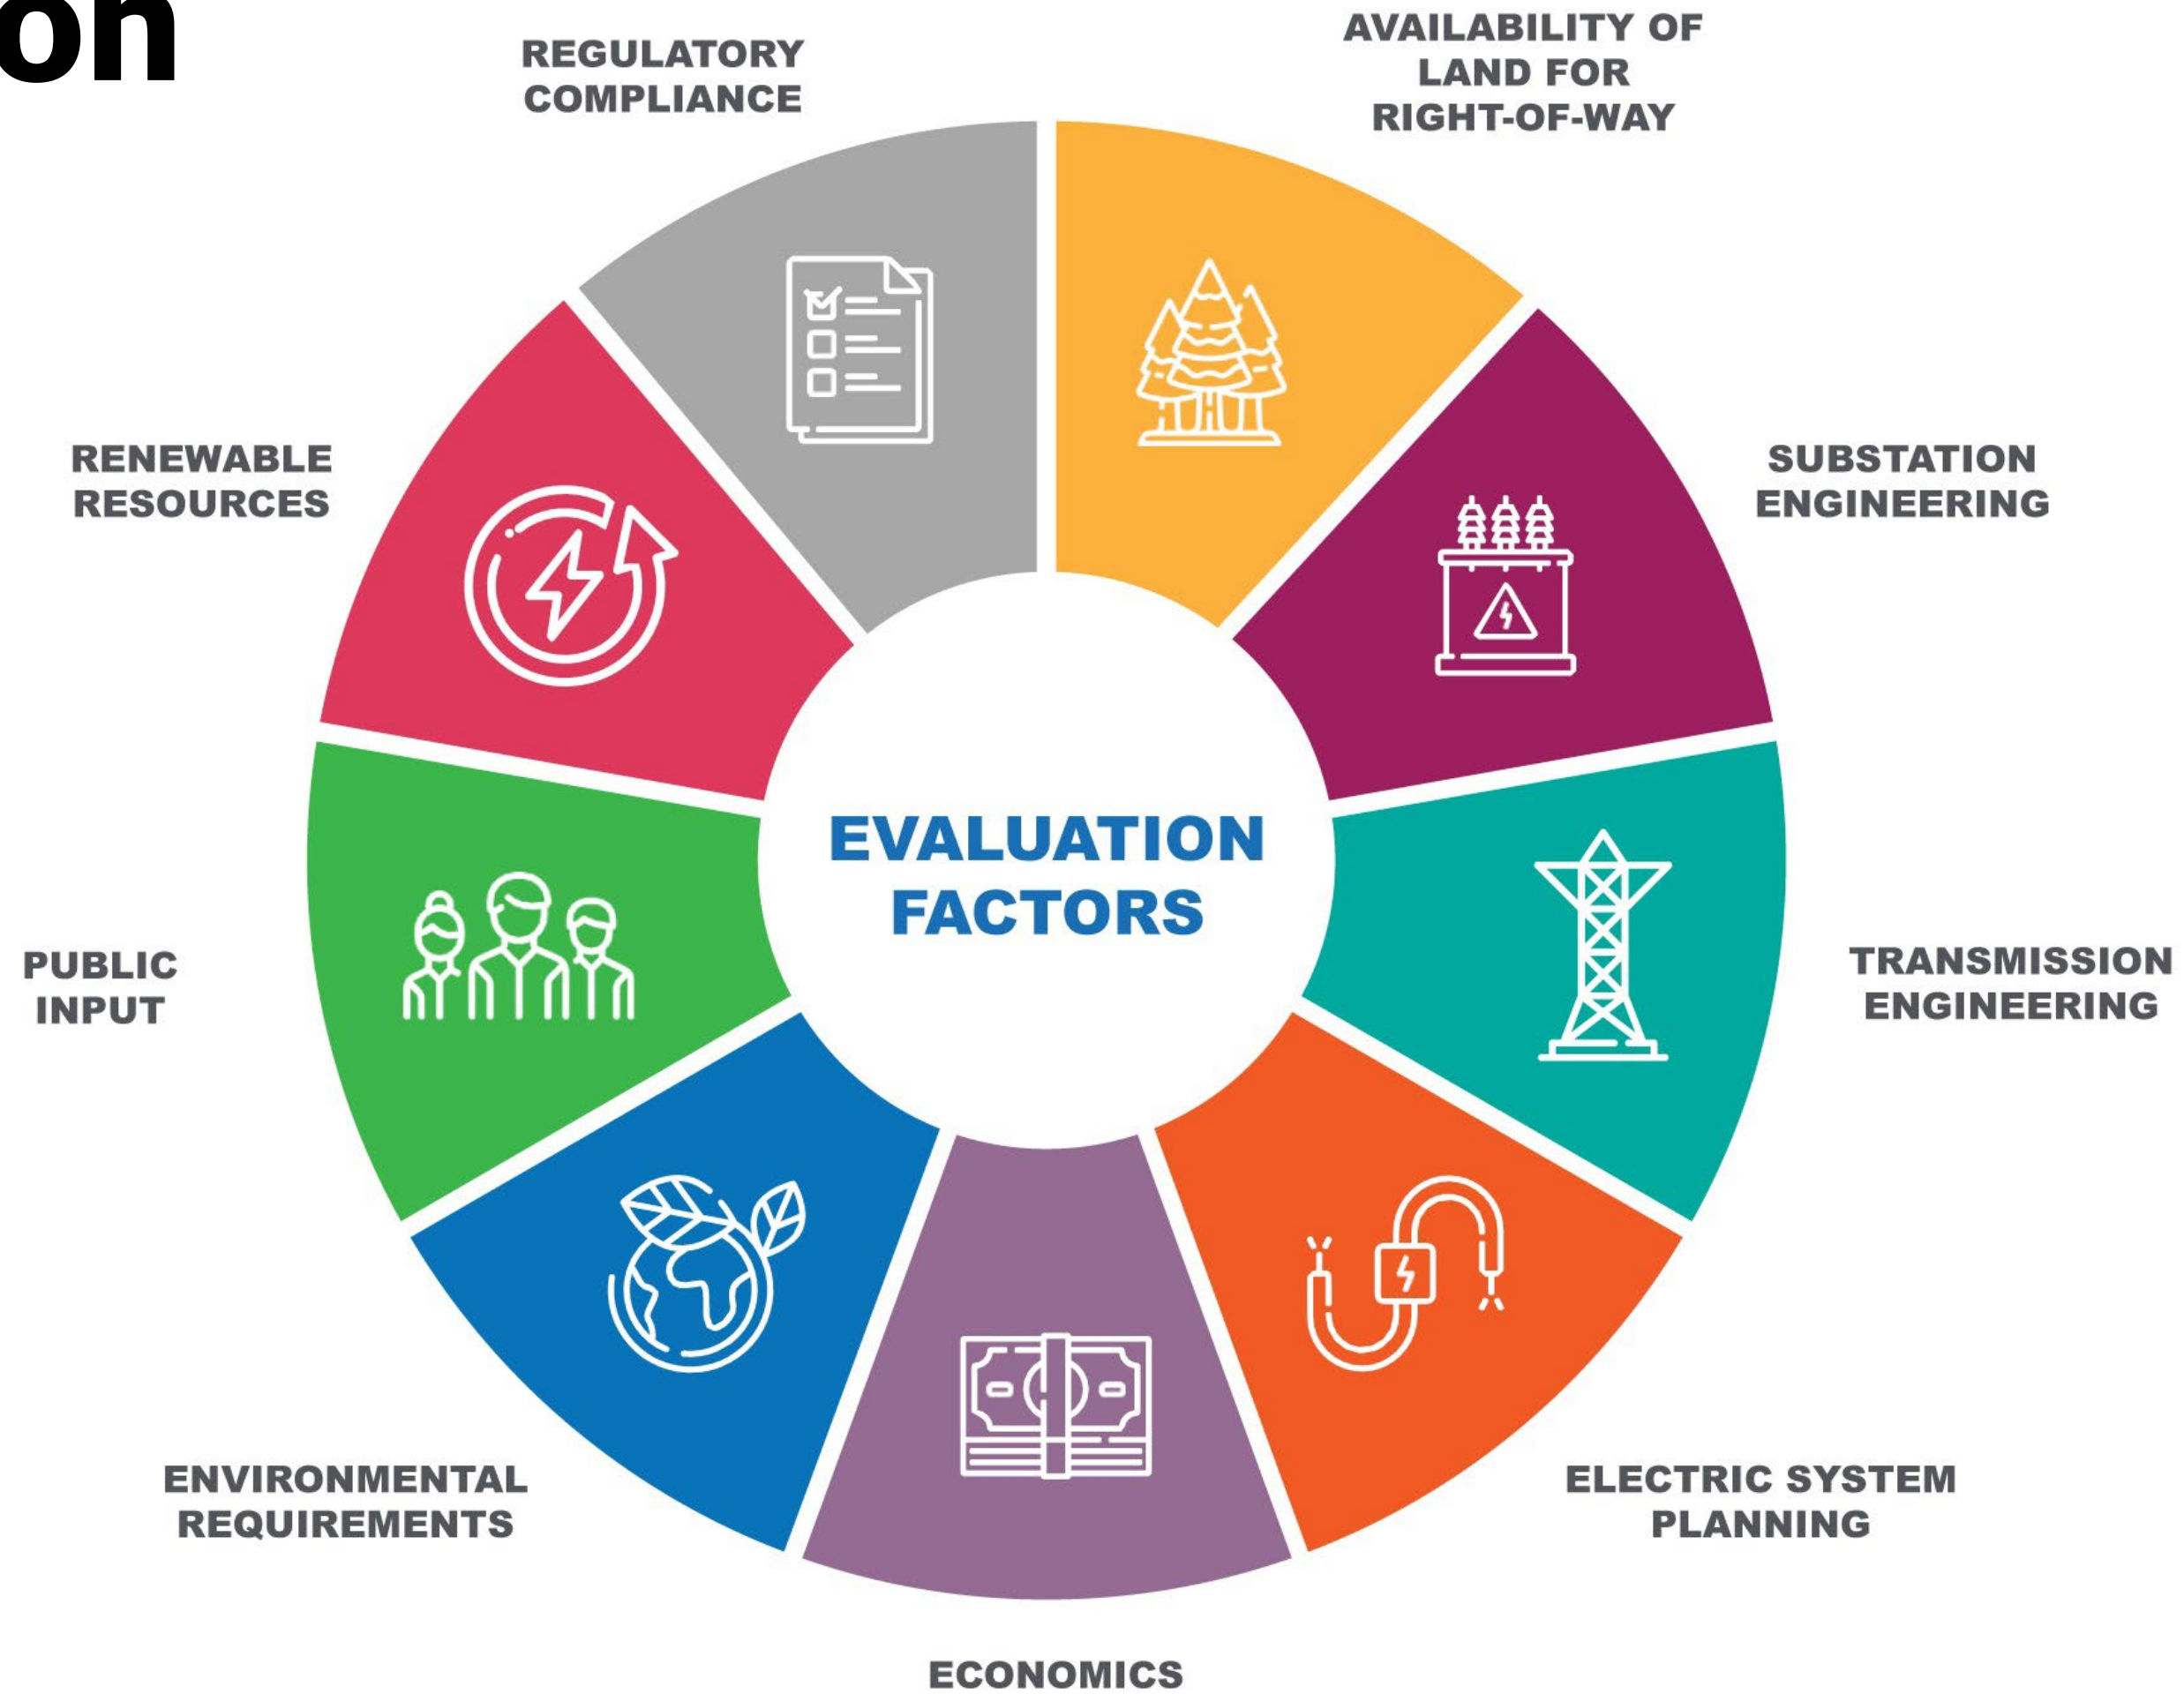 on
REGULATORY
COMPLIANCE
AVAILABILITY OF
LAND FOR
RIGHT-OF-WAY
RENEWABLE
RESOURCES
SUBSTATION
ENGINEERING
EVALUATION
FACTORS
PUBLIC
INPUT
TRANSMISSION
ENGINEERING
ENVIRONMENTAL
REQUIREMENTS
ELECTRIC SYSTEM
PLANNING
ECONOMICS